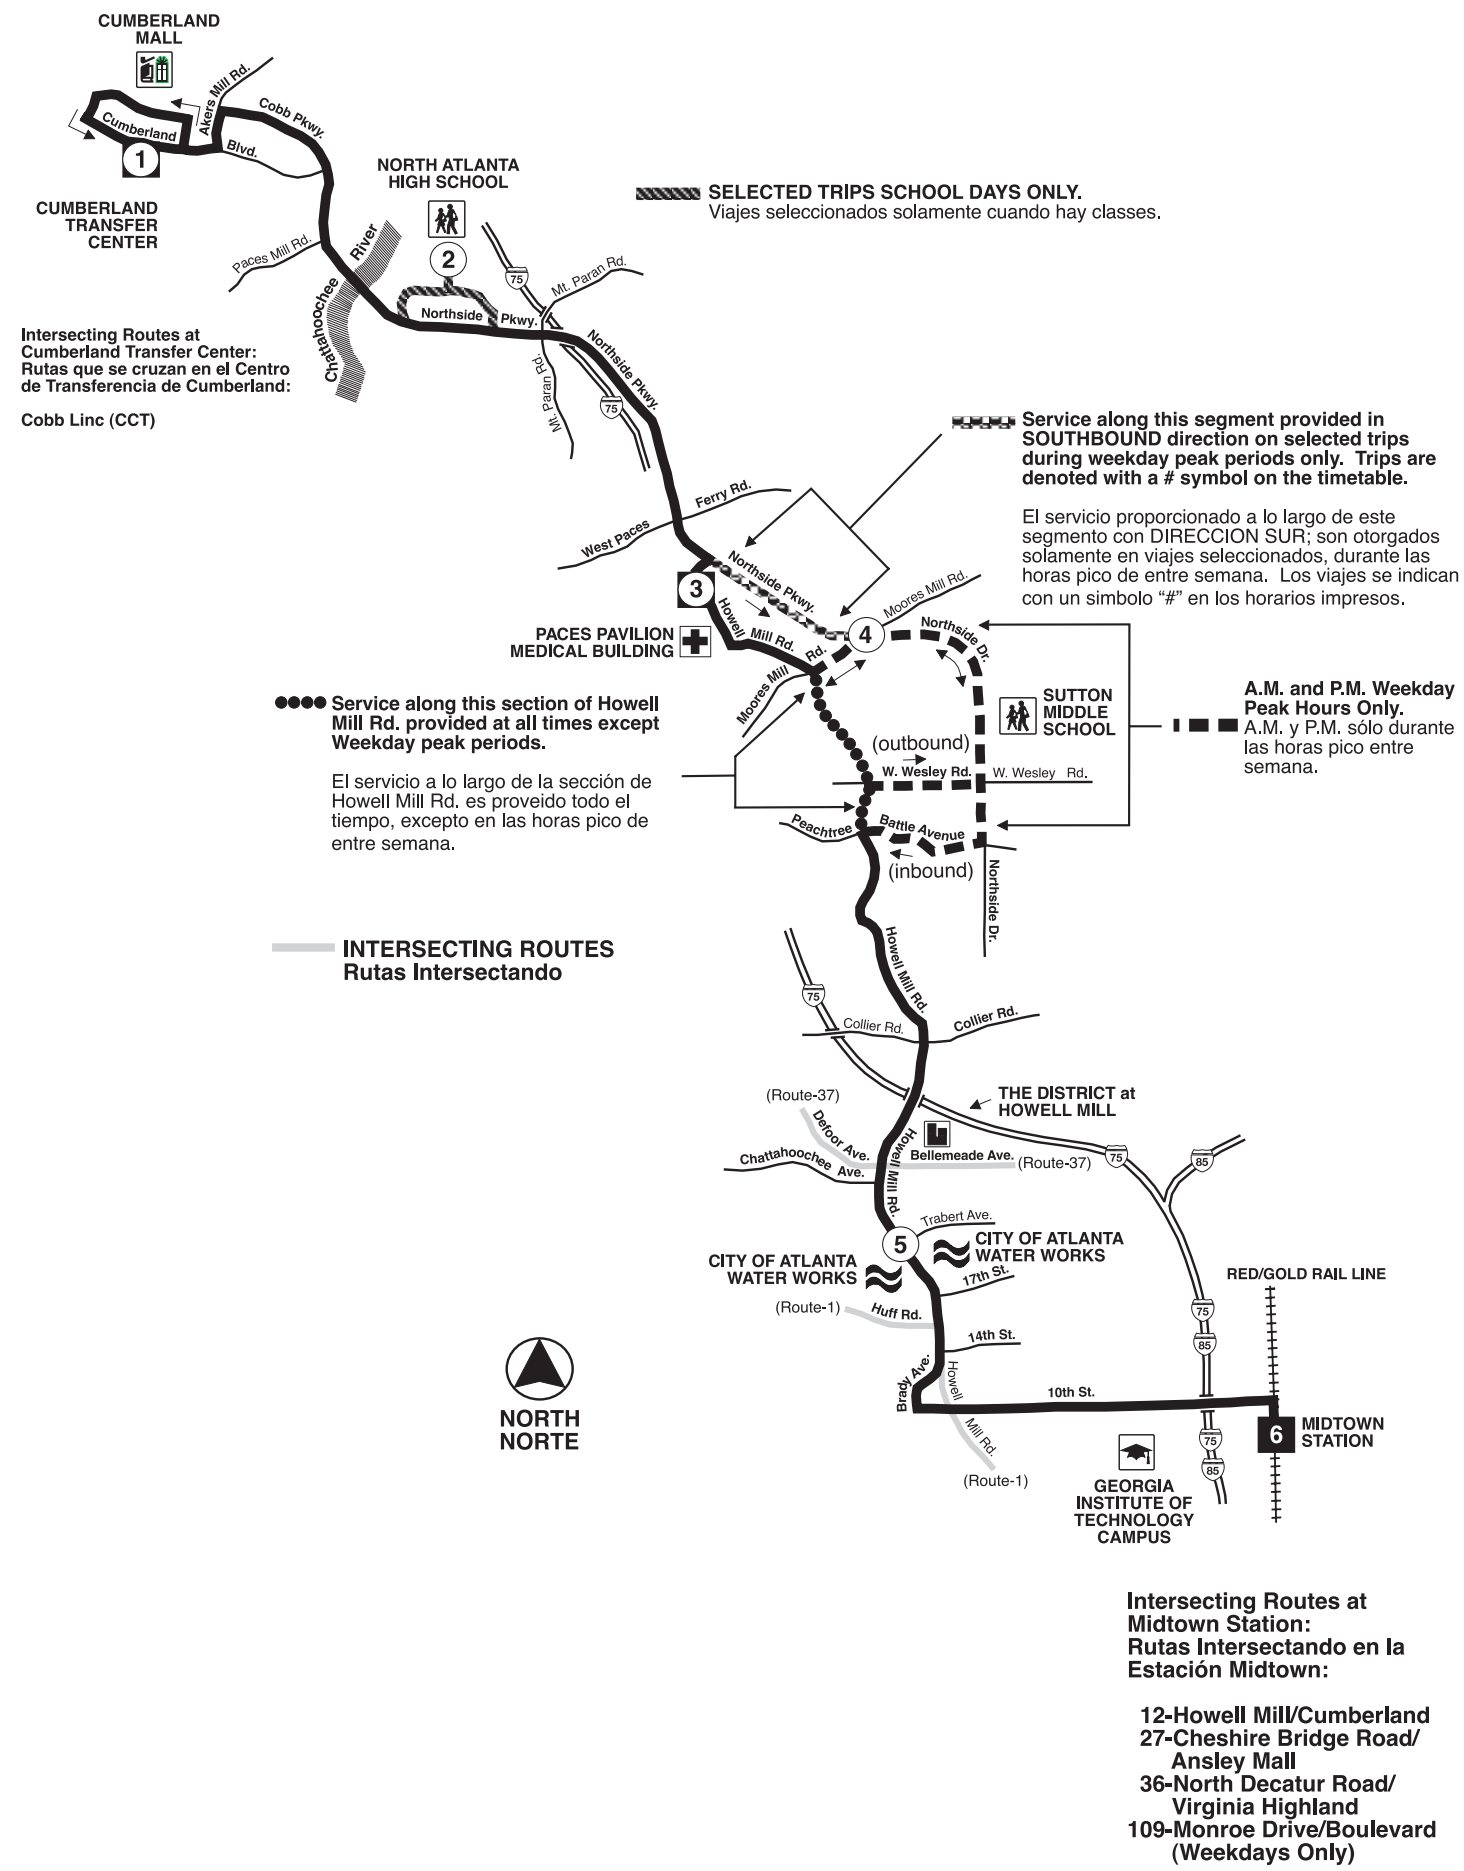 CUMBERLAND
MALL
Akers Mill Rd.
Cobb Pkwy.
Cumberland
Blvd.
1
CUMBERLAND
TRANSFER
CENTER
NORTH ATLANTA
HIGH SCHOOL
2
SELECTED TRIPS SCHOOL DAYS ONLY.
Viajes seleccionados solamente cuando hay classes.
Paces Mill Rd.
Chattahoochee
River
75
Mt. Paran Rd.
Northside
Pkwy.
Northside Pkwy.
Mt. Paran Rd.
75
Intersecting Routes at
Cumberland Transfer Center:
Rutas que se cruzan en el Centro
de Transferencia de Cumberland:
Cobb Linc (CCT)
Service along this segment provided in
SOUTHBOUND direction on selected trips
during weekday peak periods only. Trips are
denoted with a # symbol on the timetable.
El servicio proporcionado a lo largo de este
segmento con DIRECCION SUR; son otorgados
solamente en viajes seleccionados, durante las
horas pico de entre semana. Los viajes se indican
con un simbolo “#” en los horarios impresos.
West Paces
Ferry Rd.
Northside Pkwy.
3
Howell
Mill Rd.
PACES PAVILION
MEDICAL BUILDING
4
Moores Mill Rd.
Northside Dr.
Moores Mill
Rd.
SUTTON
MIDDLE
SCHOOL
A.M. and P.M. Weekday
Peak Hours Only.
A.M. y P.M. sólo durante
las horas pico entre
semana.
Service along this section of Howell
Mill Rd. provided at all times except
Weekday peak periods.
El servicio a lo largo de la sección de
Howell Mill Rd. es proveido todo el
tiempo, excepto en las horas pico de
entre semana.
(outbound)
W. Wesley Rd.
W. Wesley Rd.
Peachtree
Battle Avenue
(inbound)
Northside Dr.
INTERSECTING ROUTES
Rutas Intersectando
Howell Mill Rd.
75
Collier Rd.
Collier Rd.
THE DISTRICT at
HOWELL MILL
(Route-37)
Defoor Ave.
Howell Mill Rd.
Bellemeade Ave.
(Route-37)
Chattahoochee Ave.
75
85
5
Trabert Ave.
CITY OF ATLANTA
WATER WORKS
CITY OF ATLANTA
WATER WORKS
17th St.
RED/GOLD RAIL LINE
(Route-1)
Huff Rd.
75
85
14th St.
Brady Ave.
Howell
Mill Rd.
10th St.
(Route-1)
6
MIDTOWN
STATION
75
85
NORTH
NORTE
GEORGIA
INSTITUTE OF
TECHNOLOGY
CAMPUS
Intersecting Routes at
Midtown Station:
Rutas Intersectando en la
Estación Midtown:
12-Howell Mill/Cumberland
27-Cheshire Bridge Road/
Ansley Mall
36-North Decatur Road/
Virginia Highland
109-Monroe Drive/Boulevard
(Weekdays Only)